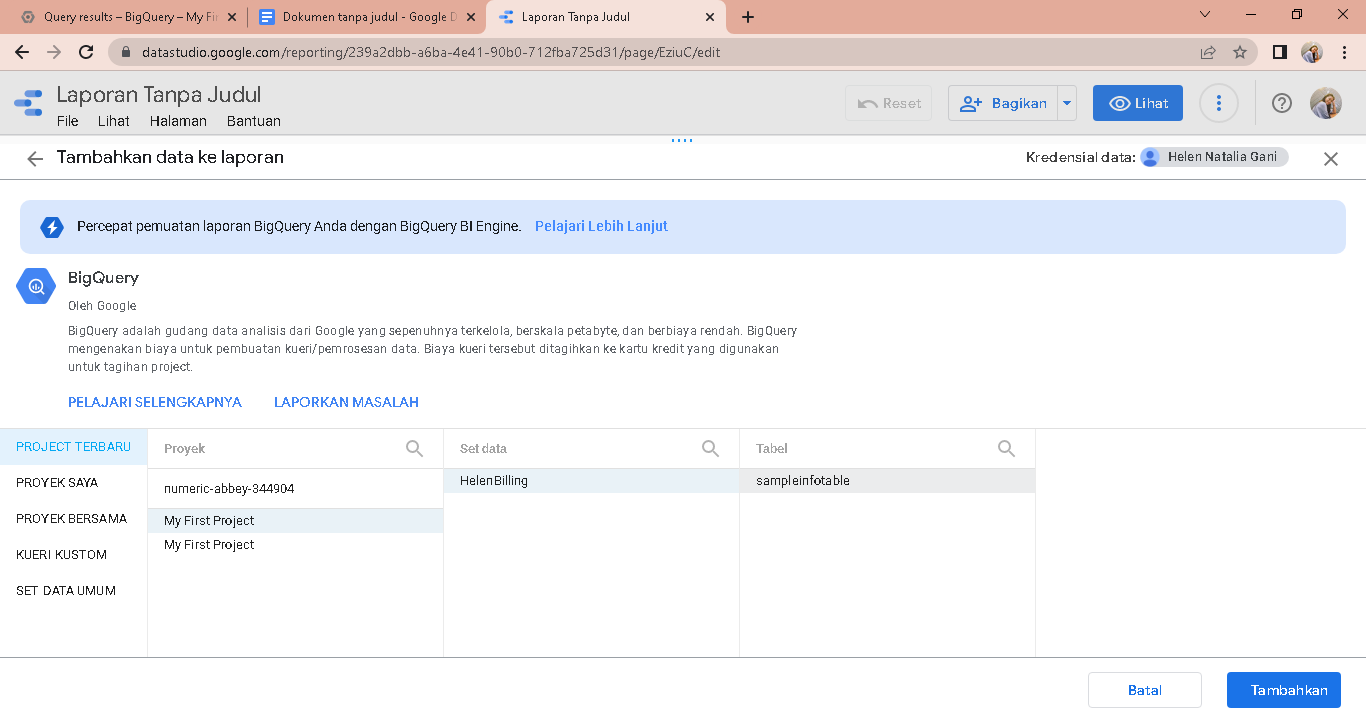 Query results – BigQuery – My Fir
Dokumen tanpa judul - Google D
Laporan Tanpa Judul
datastudio.google.com/reporting/239a2dbb-a6ba-4e41-90b0-712fba725d31/page/EziuC/edit
Laporan Tanpa Judul
File Lihat Halaman Bantuan
Reset
Bagikan
Lihat
Tambahkan data ke laporan
Kredensial data: Helen Natalia Gani
Percepat pemuatan laporan BigQuery Anda dengan BigQuery BI Engine. Pelajari Lebih Lanjut
BigQuery
Oleh Google
BigQuery adalah gudang data analisis dari Google yang sepenuhnya terkelola, berskala petabyte, dan berbiaya rendah. BigQuery
mengenakan biaya untuk pembuatan kueri/pemrosesan data. Biaya kueri tersebut ditagihkan ke kartu kredit yang digunakan
untuk tagihan project.
PELAJARI SELENGKAPNYA LAPORKAN MASALAH
PROJECT TERBARU
PROYEK SAYA
PROYEK BERSAMA
KUERI KUSTOM
SET DATA UMUM
Proyek
numeric-abbey-344904
My First Project
My First Project
Set data
HelenBilling
Tabel
sampleinfotable
Batal
Tambahkan